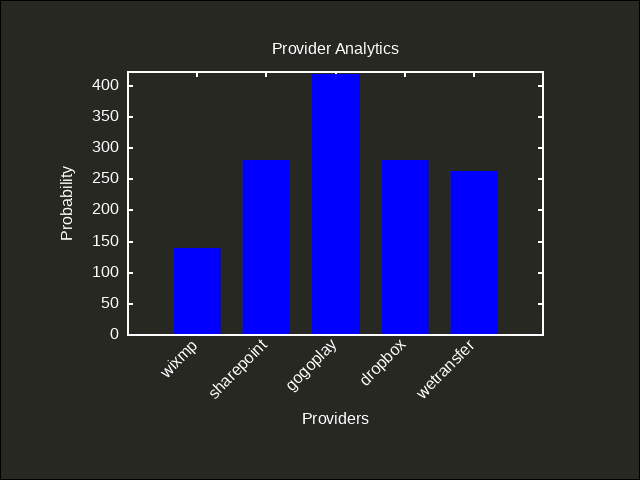 Provider Analytics
400
350
300
250
200
150
100
50
0
Probability
wixmp
sharepoint
gogoplay
dropbox
wetransfer
Providers